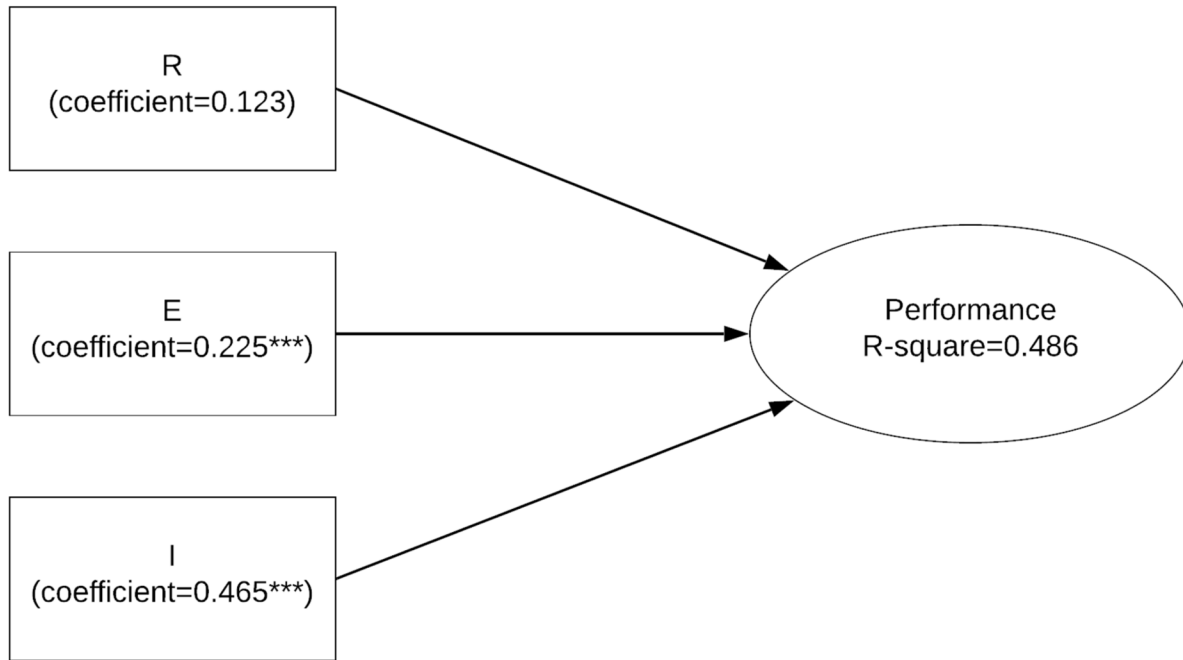 R
(coefficient=0.123)
E
(coefficient=0.225***)
I
(coefficient=0.465***)
Performance
R-square=0.486